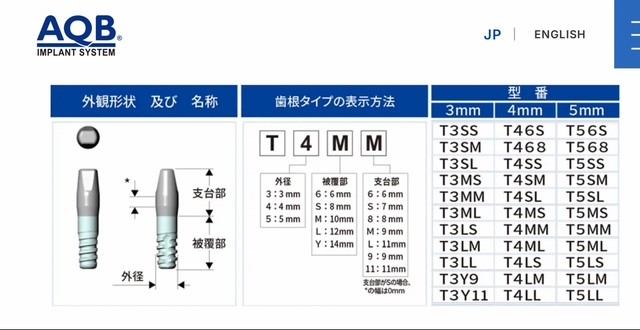 AQB®
IMPLANT SYSTEM
JP | ENGLISH
外観形状 及び 名称
歯根タイプの表示方法
型番
3mm 4mm 5mm
*
支台部
被覆部
外径
T 4 M M
外径 被覆部 支台部
3:3mm 6:6mm 6:6mm
4:4mm S:8mm S:7mm
5:5mm M:10mm 8:8mm
L:12mm M:9mm
Y:14mm L:11mm
9:9mm
11:11mm
支台部がSの場合、
*の幅は0mm
T3SS T46S T56S
T3SM T468 T568
T3SL T4SS T5SS
T3MS T4SM T5SM
T3MM T4SL T5SL
T3ML T4MS T5MS
T3LS T4MM T5MM
T3LM T4ML T5ML
T3LL T4LS T5LS
T3Y9 T4LM T5LM
T3Y11 T4LL T5LL